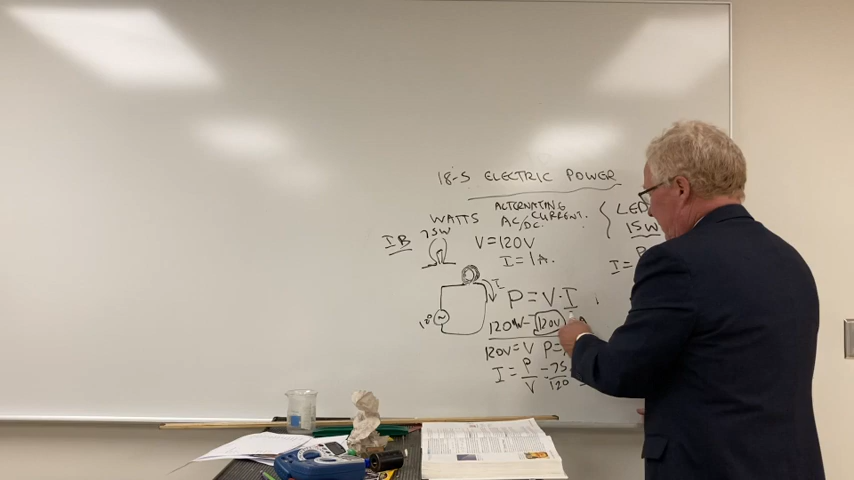 18-5 ELECTRIC POWER
WATTS
ALTERNATING
AC/ CURRENT.
DC.
IB 75W
V=120V
I=1A.
LED
15W
I=
I
P=V·I
120W= 120V
120V=V P=
I=P/V =75/120